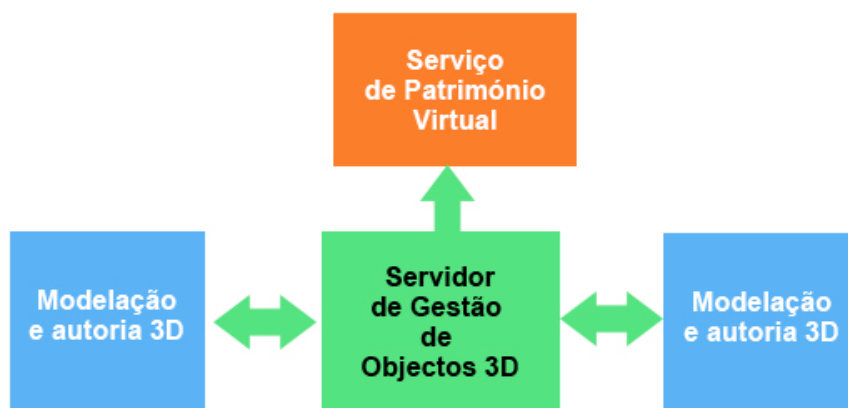 Serviço
de Património
Virtual
Modelação
e autoria 3D
Servidor
de Gestão
de
Objectos 3D
Modelação
e autoria 3D